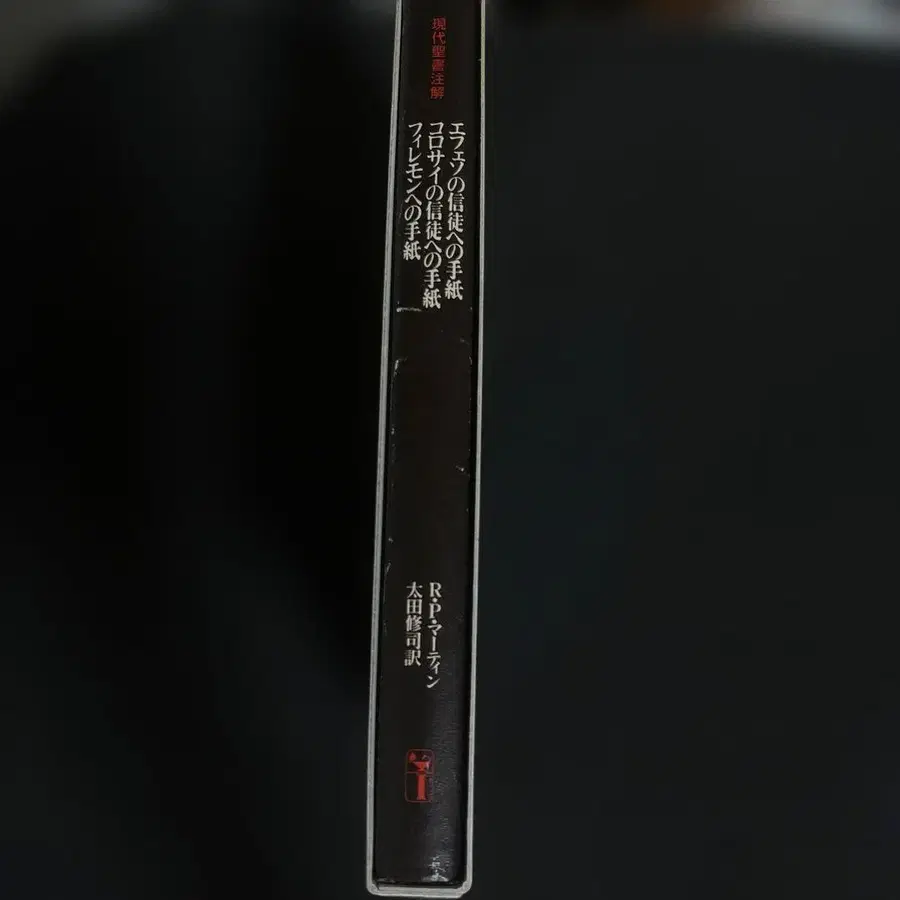 現代聖書注解
エフェソの信徒への手紙
コロサイの信徒への手紙
フィレモンへの手紙
R・P・マーティン
太田修司訳